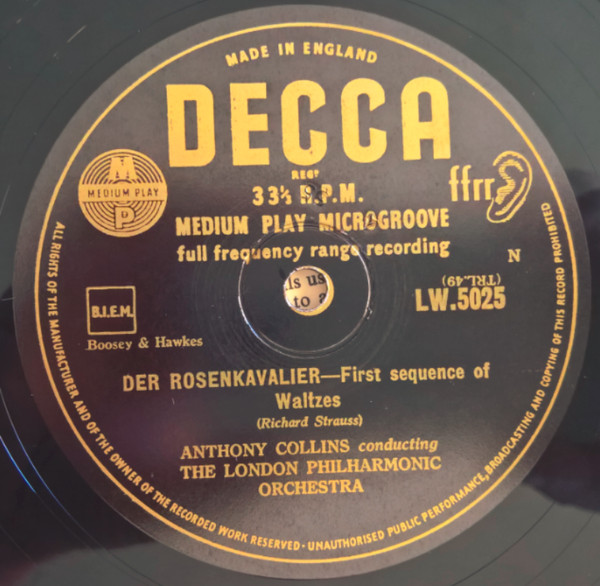 MADE IN ENGLAND
DECCA
REGD
33⅓ R.P.M.
MEDIUM PLAY MICROGROOVE
full frequency range recording
M
MEDIUM PLAY
P
ffrr
N
(TRL.49)
LW.5025
B.I.E.M.
Boosey & Hawkes
is us
to a
DER ROSENKAVALIER—First sequence of
Waltzes
(Richard Strauss)
ANTHONY COLLINS conducting
THE LONDON PHILHARMONIC
ORCHESTRA
ALL RIGHTS OF THE MANUFACTURER AND OF THE OWNER OF THE RECORDED WORK RESERVED · UNAUTHORISED PUBLIC PERFORMANCE, BROADCASTING AND COPYING OF THIS RECORD PROHIBITED